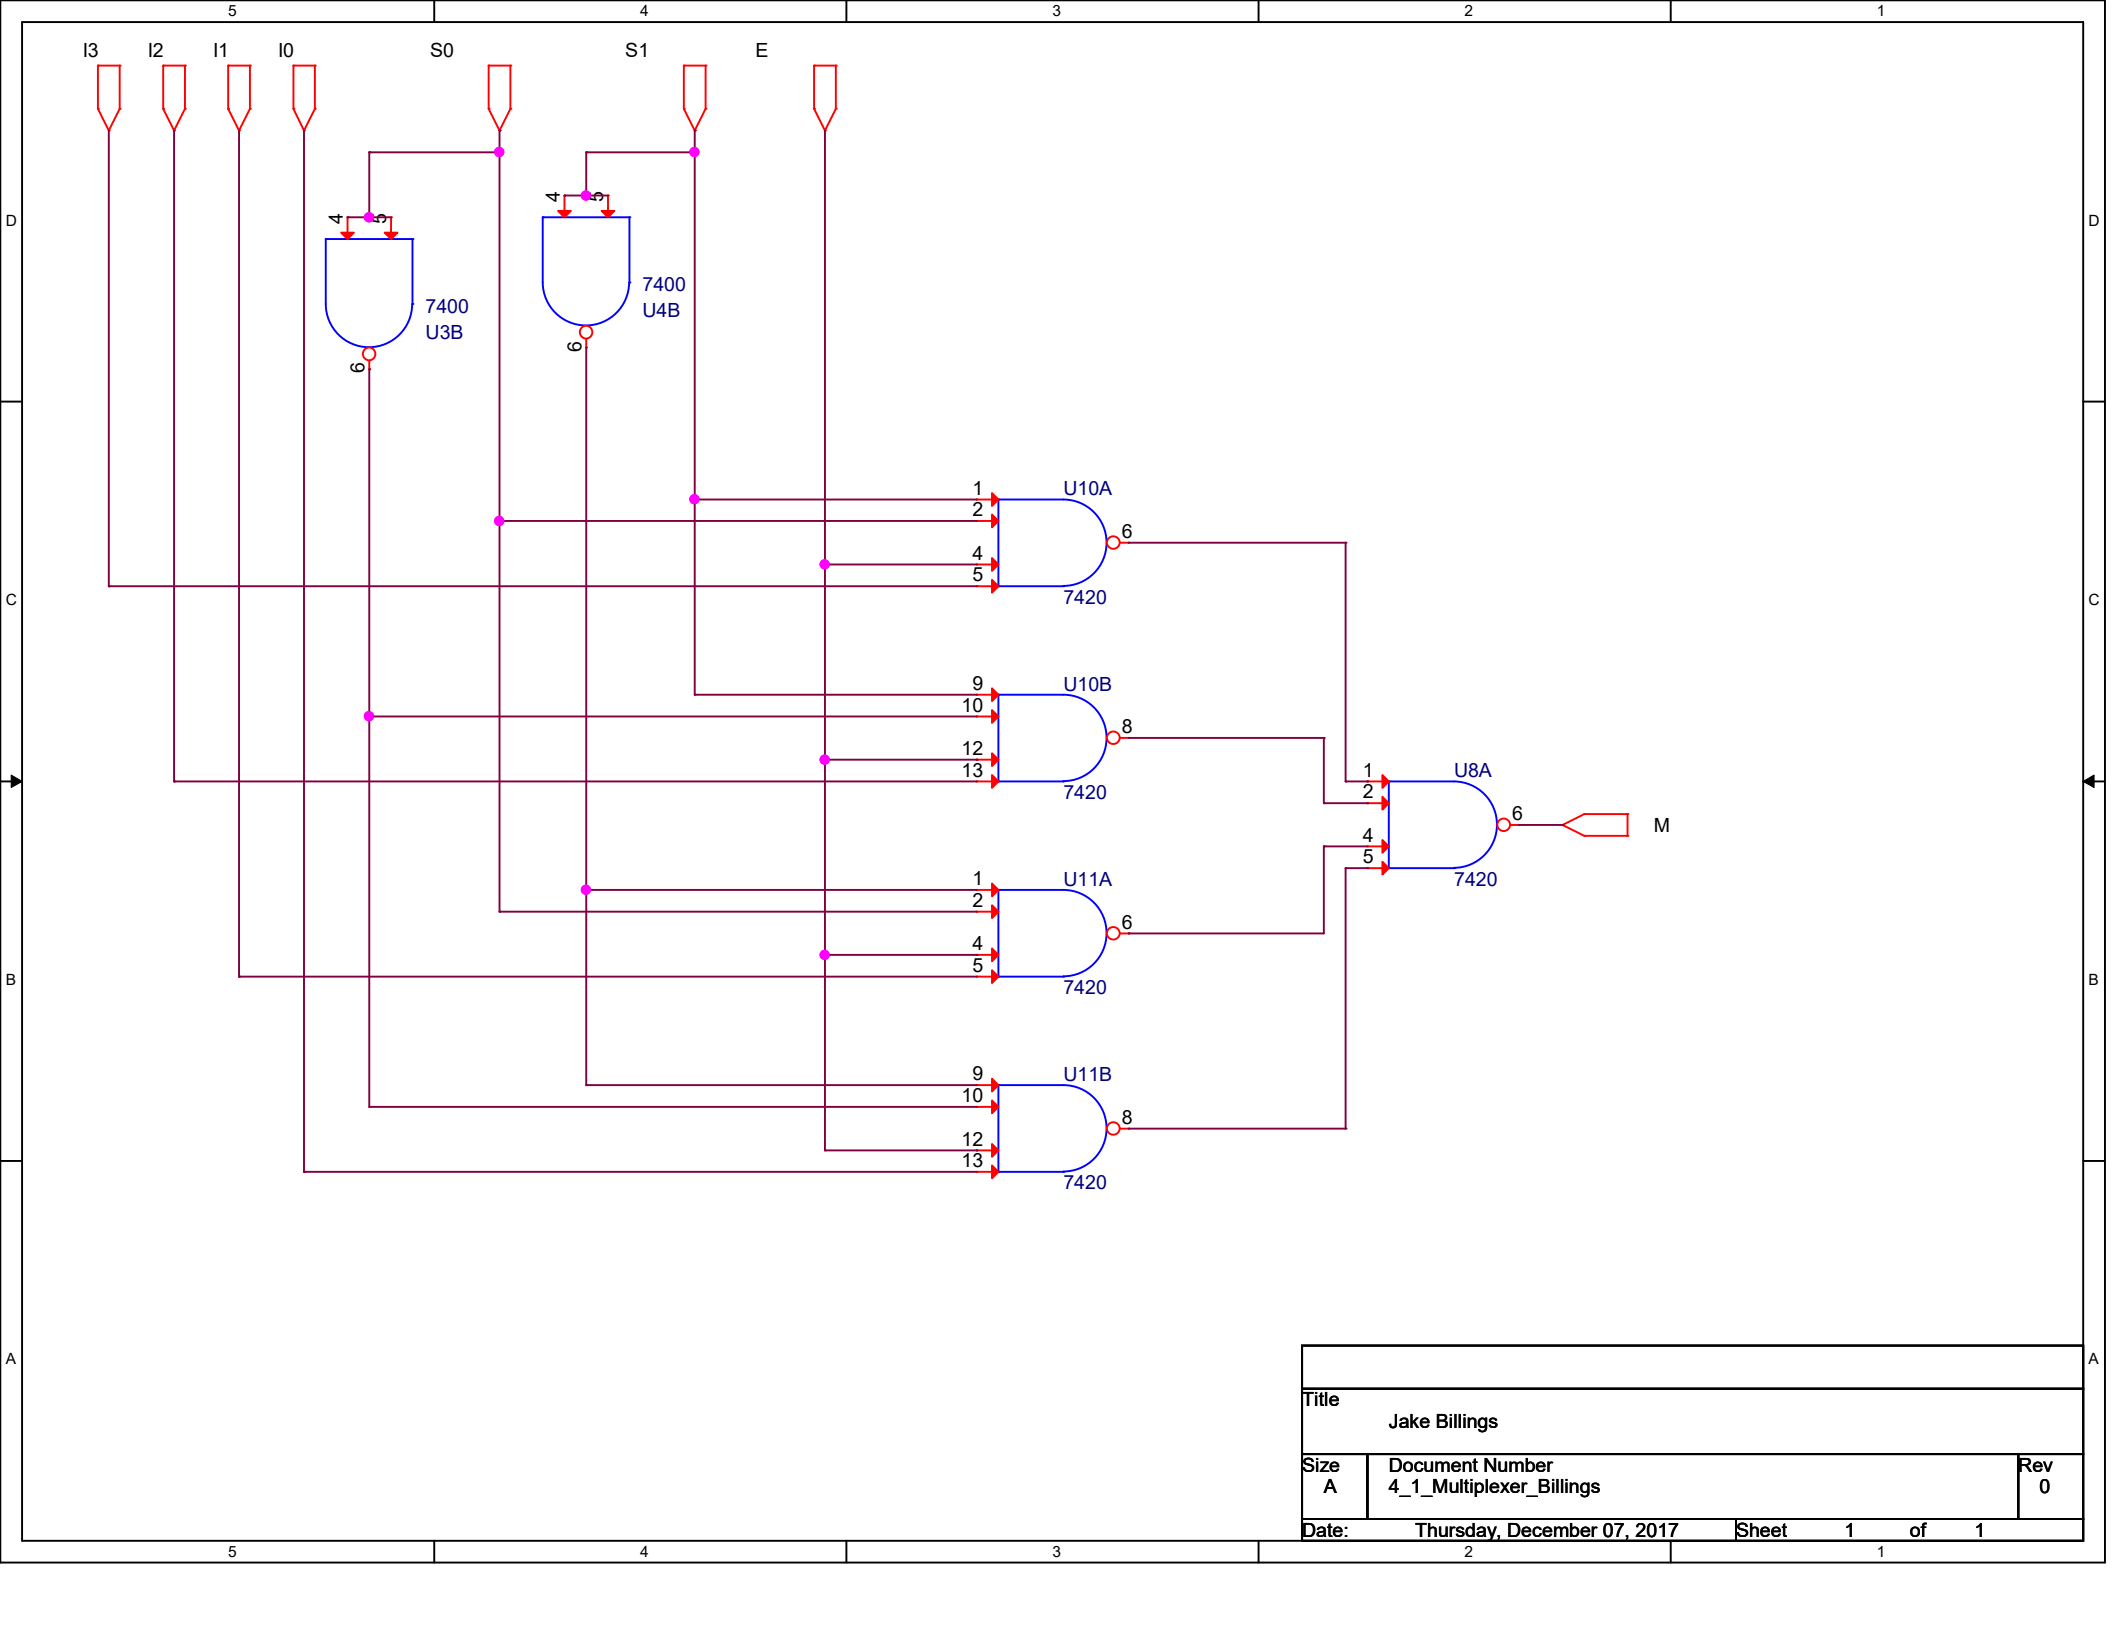 5 4 3 2 1
I3 I2 I1 I0 S0 S1 E
4 5
4 5
D D
7400
U4B
7400
U3B
6
6
U10A
1
2
6
4
5
7420
C C
U10B
9
10
8
12
13
7420
U8A
1
2
6
M
4
5
7420
U11A
1
2
6
4
5
7420
B B
U11B
9
10
8
12
13
7420
A A
Title
Jake Billings
Size Document Number Rev
A 4_1_Multiplexer_Billings 0
Date: Thursday, December 07, 2017 Sheet 1 of 1
5 4 3 2 1